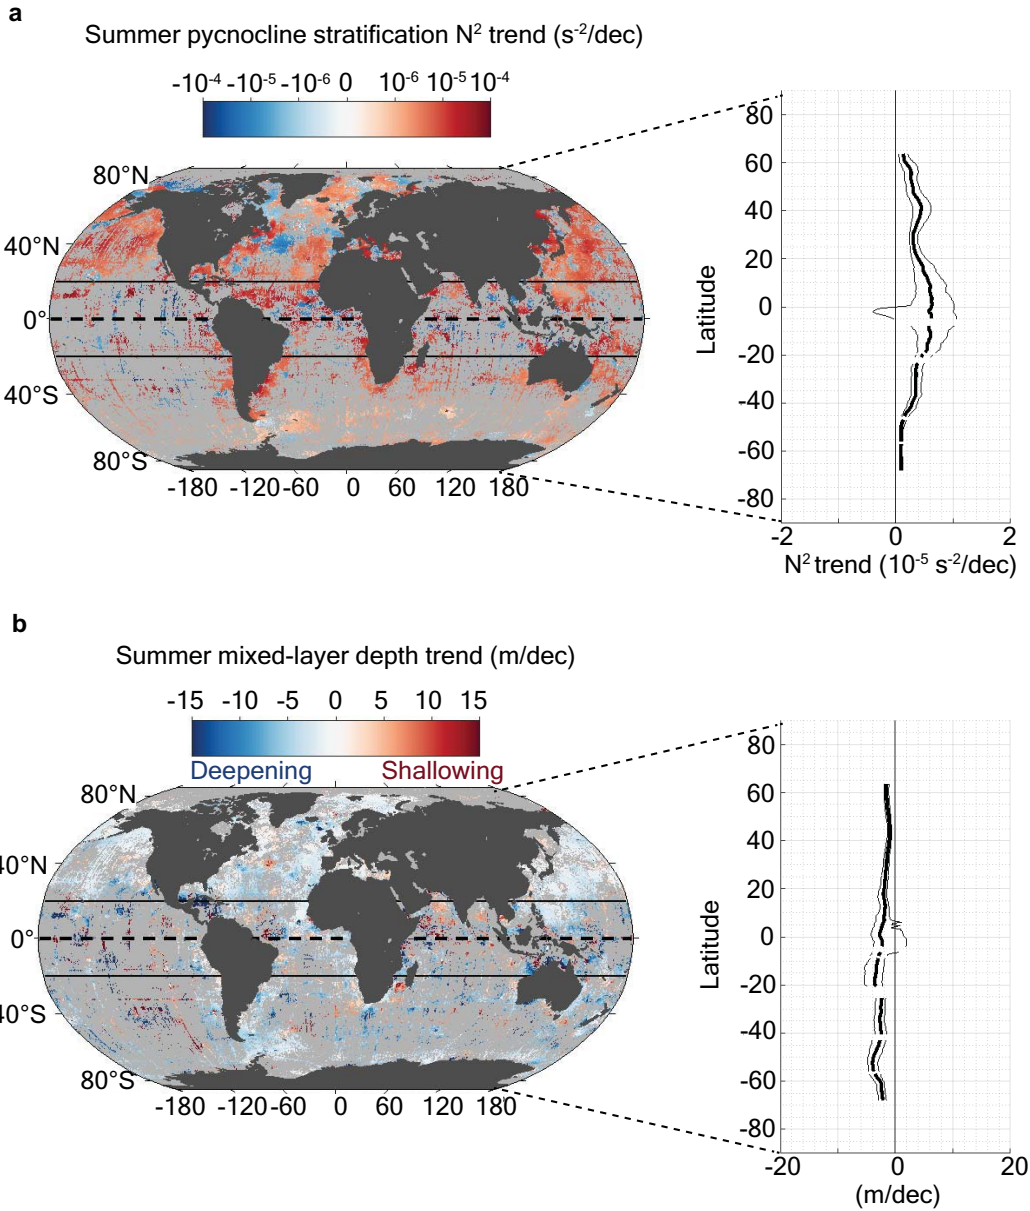 a
Summer pycnocline stratification N² trend (s⁻²/dec)
-10⁻⁴ -10⁻⁵ -10⁻⁶ 0 10⁻⁶ 10⁻⁵ 10⁻⁴
80°N
40°N
0°
40°S
80°S
-180 -120 -60 0 60 120 180
80
60
40
20
0
-20
-40
-60
-80
Latitude
-2 0 2
N² trend (10⁻⁵ s⁻²/dec)
b
Summer mixed-layer depth trend (m/dec)
-15 -10 -5 0 5 10 15
Deepening Shallowing
80°N
40°N
0°
40°S
80°S
-180 -120 -60 0 60 120 180
80
60
40
20
0
-20
-40
-60
-80
Latitude
-20 0 20
(m/dec)